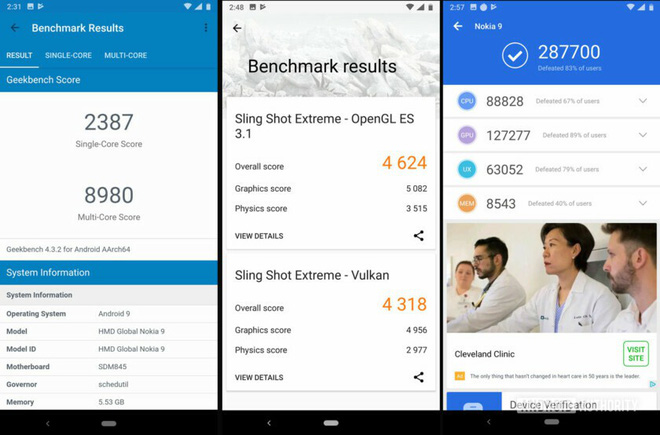 2:31
Benchmark Results
RESULT SINGLE-CORE MULTI-CORE
Geekbench Score
2387
Single-Core Score
8980
Multi-Core Score
Geekbench 4.3.2 for Android AArch64
System Information
System Information
Operating System Android 9
Model HMD Global Nokia 9
Model ID HMD Global Nokia 9
Motherboard SDM845
Governor schedutil
Memory 5.53 GB
2:48
Benchmark results
Sling Shot Extreme - OpenGL ES
3.1
Overall score 4 624
Graphics score 5 082
Physics score 3 515
VIEW DETAILS
Sling Shot Extreme - Vulkan
Overall score 4 318
Graphics score 4 956
Physics score 2 977
VIEW DETAILS
2:57
Nokia 9
287700
Defeated 83% of users
CPU 88828 Defeated 67% of users
GPU 127277 Defeated 89% of users
UX 63052 Defeated 79% of users
MEM 8543 Defeated 40% of users
Cleveland Clinic
VISIT
SITE
Ad The only thing that hasn't changed in heart care in 50 years is the leader.
Device Verification
ANDROID AUTHORITY